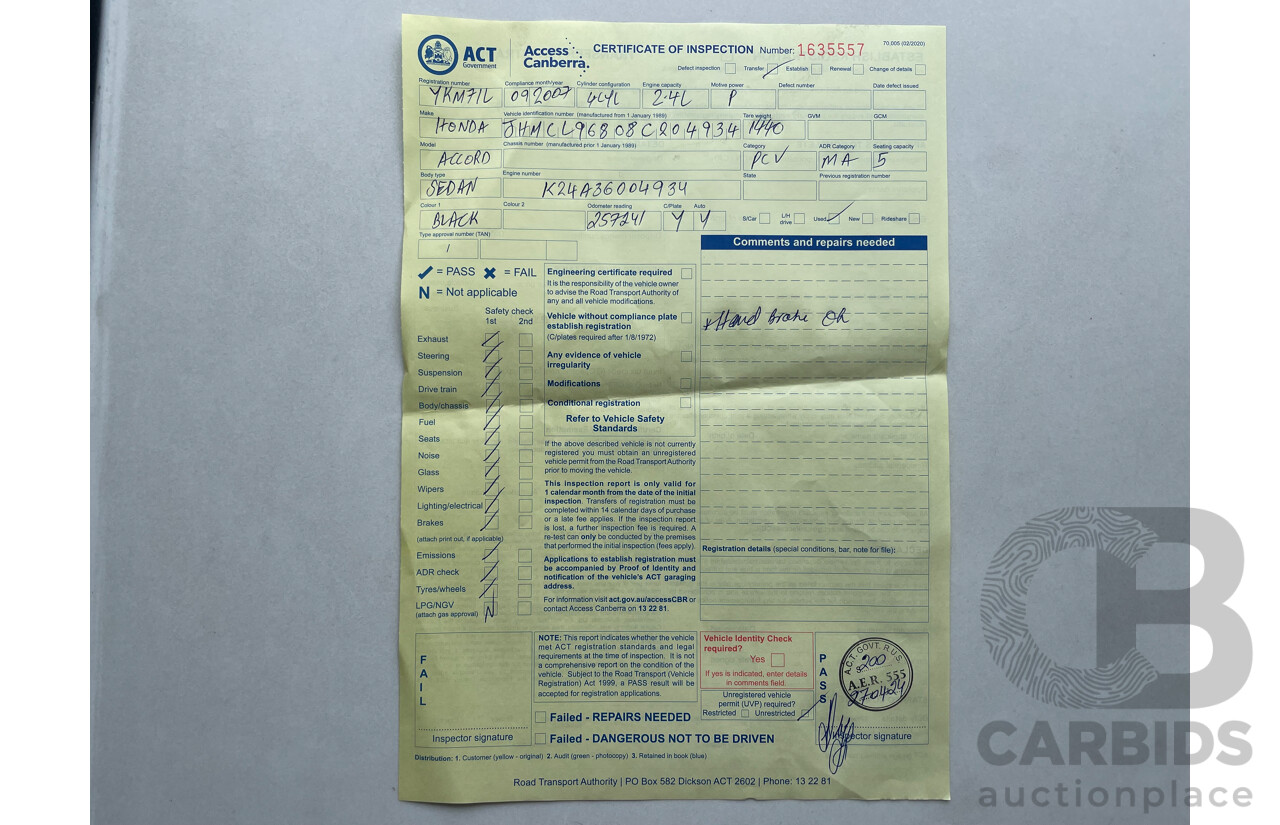 ACT
Government
Access
Canberra.
CERTIFICATE OF INSPECTION Number: 1635557
70.005 (02/2020)
Defect inspection Transfer Establish Renewal Change of details
Registration number Compliance month/year Cylinder configuration Engine capacity Motive power Defect number Date defect issued
YKM71L 092007 4CYL 2.4L P
Make Vehicle identification number (manufactured from 1 January 1989) Tare weight GVM GCM
HONDA JHMCL96808C204934 1440
Model Chassis number (manufactured prior 1 January 1989) Category ADR Category Seating capacity
ACCORD PCV MA 5
Body type Engine number State Previous registration number
SEDAN K24A36004934
Colour 1 Colour 2 Odometer reading C/Plate Auto
BLACK 257241 Y Y
S/Car L/H drive Used New Rideshare
Type approval number (TAN)
Comments and repairs needed
= PASS = FAIL
N = Not applicable
Safety check
1st 2nd
Exhaust
Steering
Suspension
Drive train
Body/chassis
Fuel
Seats
Noise
Glass
Wipers
Lighting/electrical
Brakes
(attach print out, if applicable)
Emissions
ADR check
Tyres/wheels
LPG/NGV N
(attach gas approval)
Engineering certificate required
It is the responsibility of the vehicle owner
to advise the Road Transport Authority of
any and all vehicle modifications.
Vehicle without compliance plate
establish registration
(C/plates required after 1/8/1972)
Any evidence of vehicle
irregularity
Modifications
Conditional registration
Refer to Vehicle Safety
Standards
If the above described vehicle is not currently
registered you must obtain an unregistered
vehicle permit from the Road Transport Authority
prior to moving the vehicle.
This inspection report is only valid for
1 calendar month from the date of the initial
inspection. Transfers of registration must be
completed within 14 calendar days of purchase
or a late fee applies. If the inspection report
is lost, a further inspection fee is required. A
re-test can only be conducted by the premises
that performed the initial inspection (fees apply).
Applications to establish registration must
be accompanied by Proof of Identity and
notification of the vehicle's ACT garaging
address.
For information visit act.gov.au/accessCBR or
contact Access Canberra on 13 22 81.
* Hand Brake Ok
Registration details (special conditions, bar, note for file):
FAIL
Inspector signature
NOTE: This report indicates whether the vehicle
met ACT registration standards and legal
requirements at the time of inspection. It is not
a comprehensive report on the condition of the
vehicle. Subject to the Road Transport (Vehicle
Registration) Act 1999, a PASS result will be
accepted for registration applications.
Failed - REPAIRS NEEDED
Failed - DANGEROUS NOT TO BE DRIVEN
Vehicle Identity Check
required?
Yes
If yes is indicated, enter details
in comments field
Unregistered vehicle
permit (UVP) required?
Restricted Unrestricted
PASS
A.C.T. GOVT. R.U.S.
A.E.R. 555
270424
Inspector signature
Distribution: 1. Customer (yellow - original) 2. Audit (green - photocopy) 3. Retained in book (blue)
Road Transport Authority | PO Box 582 Dickson ACT 2602 | Phone: 13 22 81
CARBIDS
auctionplace